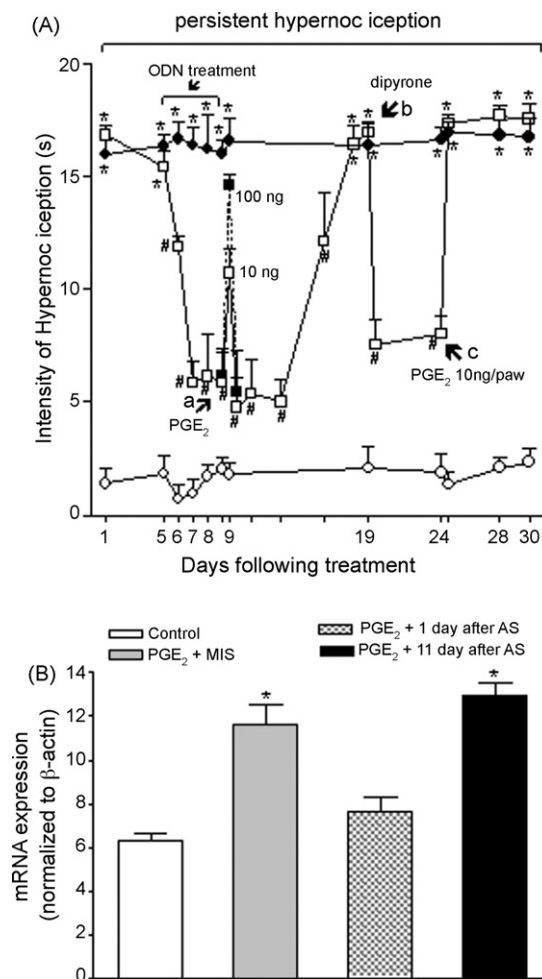 (A)
persistent hypernoc iception
ODN treatment
dipyrone
b
100 ng
10 ng
a
PGE2
c
PGE2 10ng/paw
Intensity of Hypernoc iception (s)
20
15
10
5
0
1 5 6 7 8 9 19 24 28 30
Days following treatment
(B)
Control
PGE2 + MIS
PGE2 + 1 day after AS
PGE2 + 11 day after AS
mRNA expression
(normalized to β-actin)
14
12
10
8
6
4
2
0